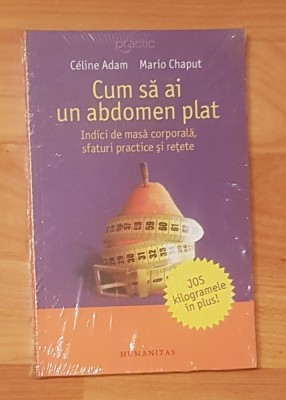 practic
Céline Adam Mario Chaput
Cum să ai
un abdomen plat
Indici de masă corporală,
sfaturi practice și rețete
JOS
kilogramele
în plus!
HUMANITAS